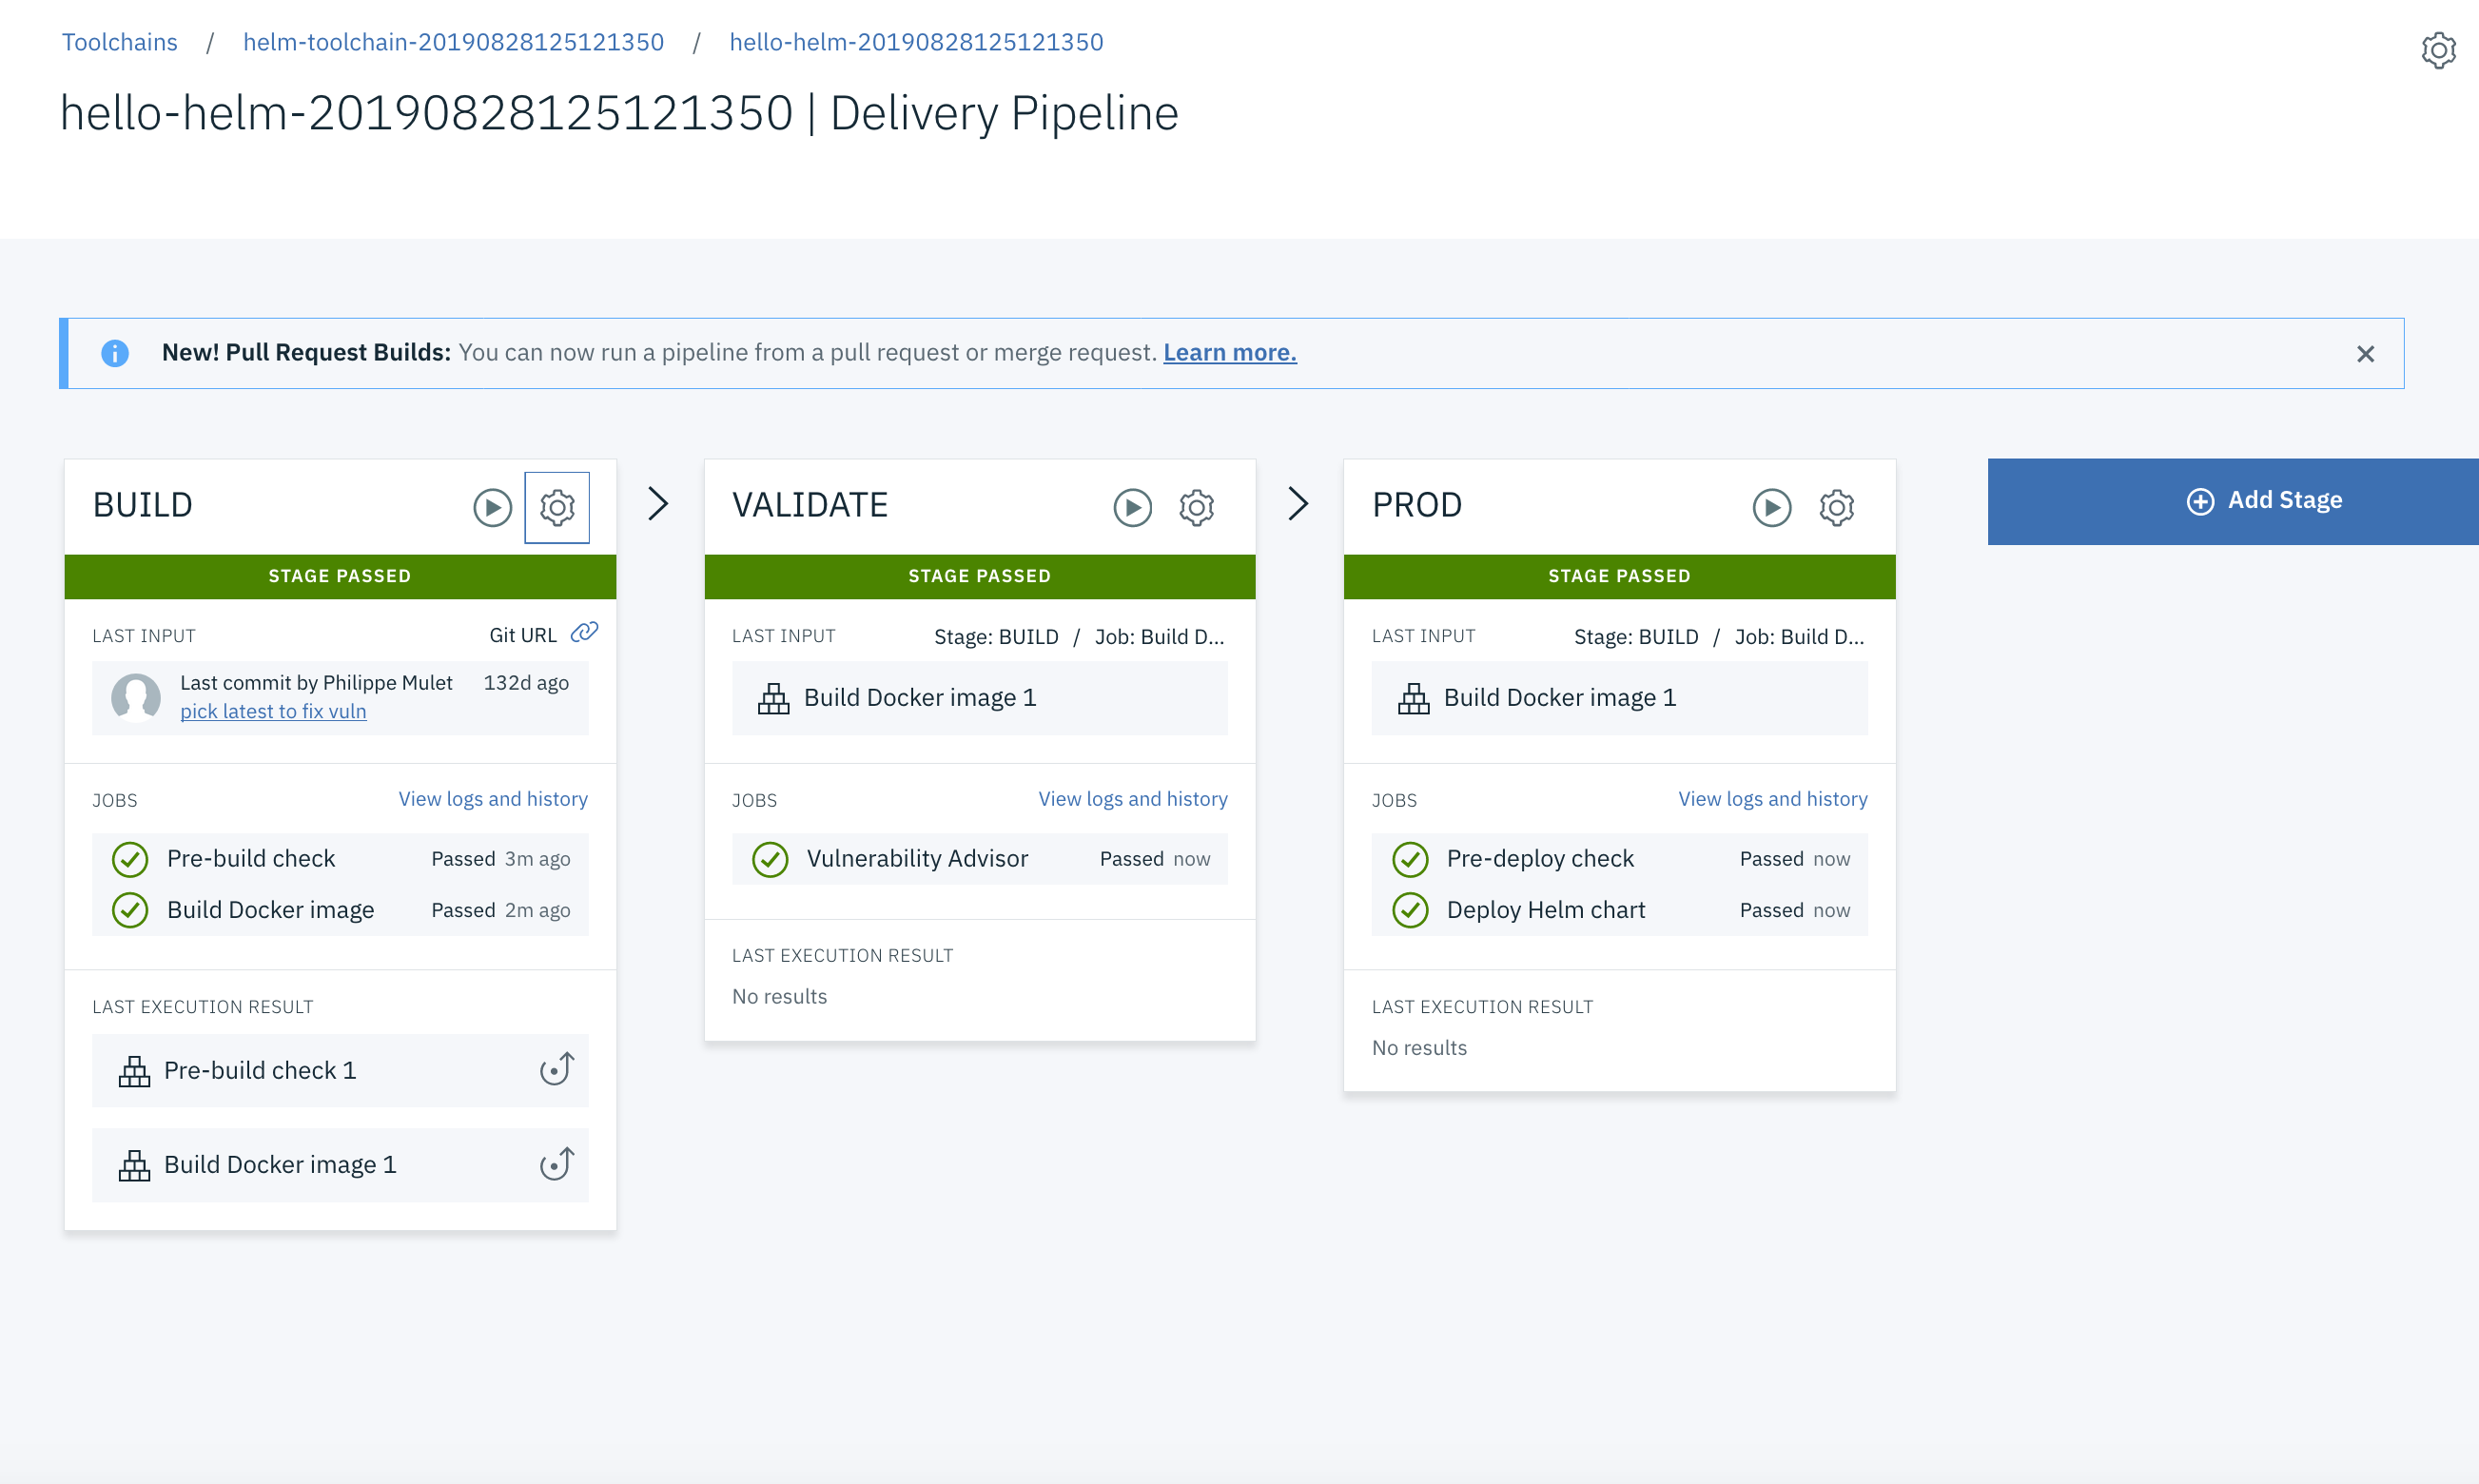 Toolchains / helm-toolchain-20190828125121350 / hello-helm-20190828125121350
hello-helm-20190828125121350 | Delivery Pipeline
New! Pull Request Builds: You can now run a pipeline from a pull request or merge request. Learn more.
BUILD
STAGE PASSED
LAST INPUT Git URL
Last commit by Philippe Mulet 132d ago
pick latest to fix vuln
JOBS View logs and history
Pre-build check Passed 3m ago
Build Docker image Passed 2m ago
LAST EXECUTION RESULT
Pre-build check 1
Build Docker image 1
VALIDATE
STAGE PASSED
LAST INPUT Stage: BUILD / Job: Build D...
Build Docker image 1
JOBS View logs and history
Vulnerability Advisor Passed now
LAST EXECUTION RESULT
No results
PROD
STAGE PASSED
LAST INPUT Stage: BUILD / Job: Build D...
Build Docker image 1
JOBS View logs and history
Pre-deploy check Passed now
Deploy Helm chart Passed now
LAST EXECUTION RESULT
No results
Add Stage